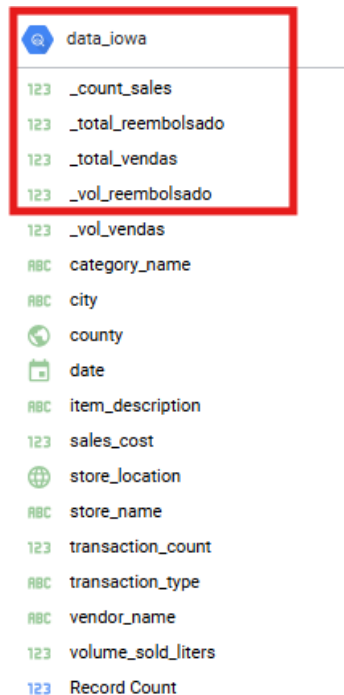 data_iowa
123 _count_sales
123 _total_reembolsado
123 _total_vendas
123 _vol_reembolsado
123 _vol_vendas
ABC category_name
ABC city
county
date
ABC item_description
123 sales_cost
store_location
ABC store_name
123 transaction_count
ABC transaction_type
ABC vendor_name
123 volume_sold_liters
123 Record Count